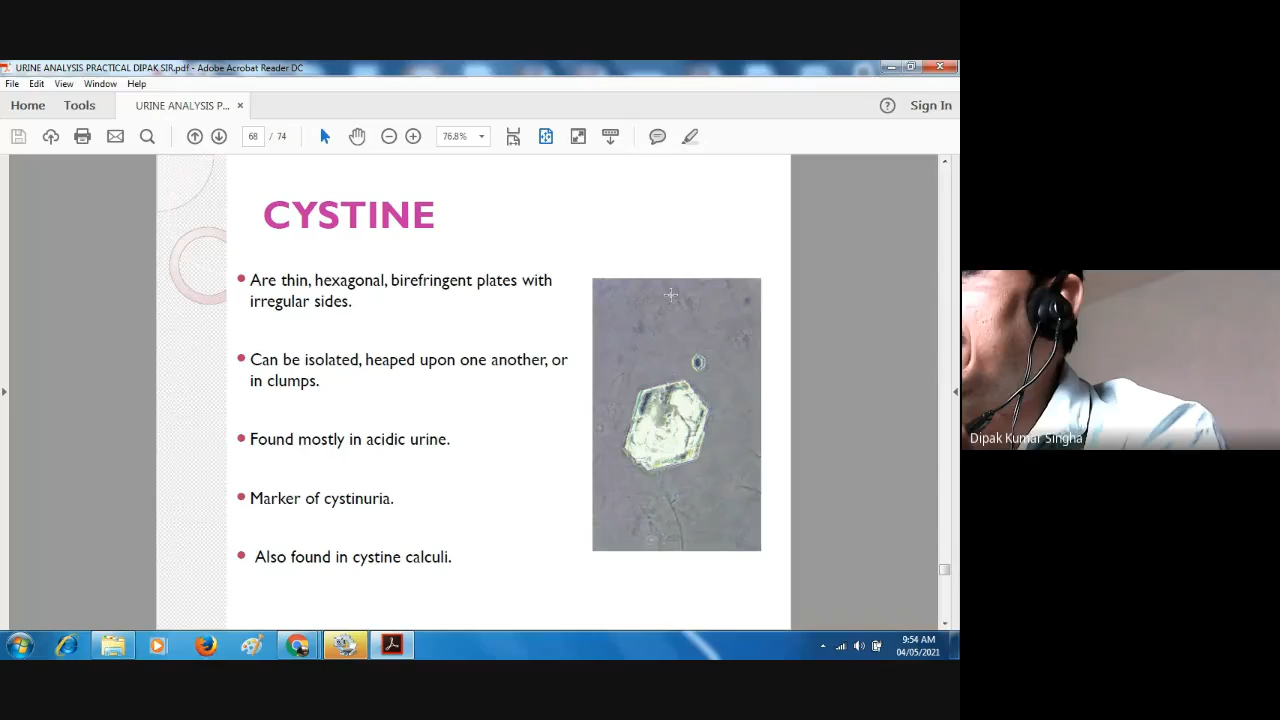 URINE ANALYSIS PRACTICAL DIPAK SIR.pdf - Adobe Acrobat Reader DC
File Edit View Window Help
Home Tools URINE ANALYSIS P... × ? Sign In
68 / 74 76.8%
CYSTINE
• Are thin, hexagonal, birefringent plates with
irregular sides.
• Can be isolated, heaped upon one another, or
in clumps.
• Found mostly in acidic urine.
• Marker of cystinuria.
• Also found in cystine calculi.
Dipak Kumar Singha
9:54 AM
04/05/2021